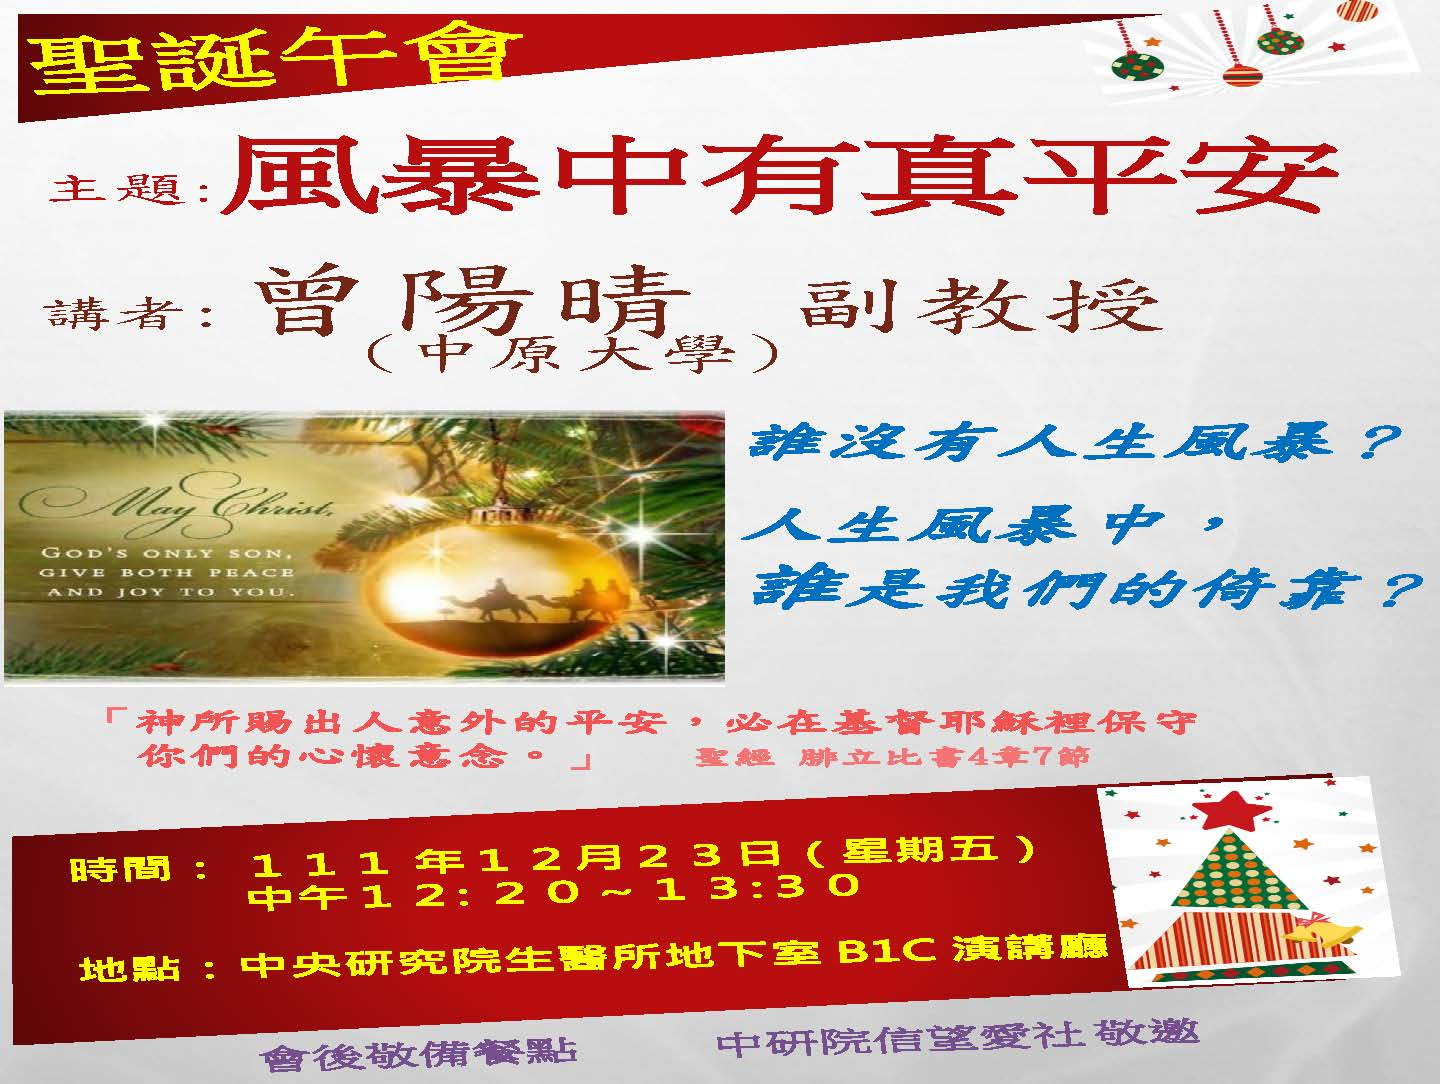 聖誕午會
主題:風暴中有真平安
講者: 曾陽晴 副教授
(中原大學)
May Christ,
GOD'S ONLY SON,
GIVE BOTH PEACE
AND JOY TO YOU.
誰沒有人生風暴？
人生風暴中，
誰是我們的倚靠？
「神所賜出人意外的平安，必在基督耶穌裡保守
你們的心懷意念。」 聖經 腓立比書4章7節
時間： １１１年１２月２３日(星期五)
中午１２:２０~１３:３０
地點：中央研究院生醫所地下室B1C演講廳
會後敬備餐點 中研院信望愛社 敬邀